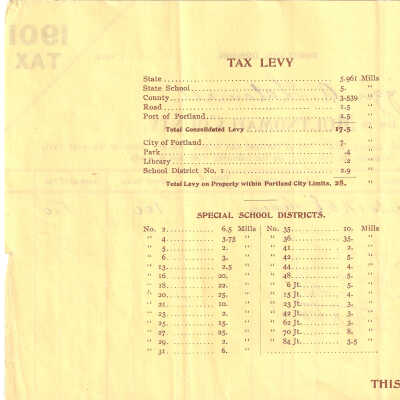 TAX LEVY
State 5.961 Mills
State School 5. "
County 3.539 "
Road 1.5 "
Port of Portland 1.5 "
Total Consolidated Levy 17.5 "
City of Portland 7. "
Park .4 "
Library .2 "
School District No. 1 2.9 "
Total Levy on Property within Portland City Limits, 28. "
SPECIAL SCHOOL DISTRICTS.
No. 2 6.5 Mills No. 35 10. Mills
" 4 3.75 " " 36 35. "
" 5 2. " " 41 2. "
" 6 3. " " 42 5. "
" 13 2.5 " " 44 4. "
" 16 20. " " 48 5. "
" 18 22. " " 6 Jt. 5. "
" 20 25. " " 15 Jt. 4. "
" 21 10. " " 23 Jt. 3. "
" 23 2. " " 42 Jt. 3. "
" 25 15. " " 62 Jt. 3. "
" 27 25. " " 70 Jt. 8. "
" 29 2. " " 84 Jt. 3.5 "
" 31 6. "
THIS